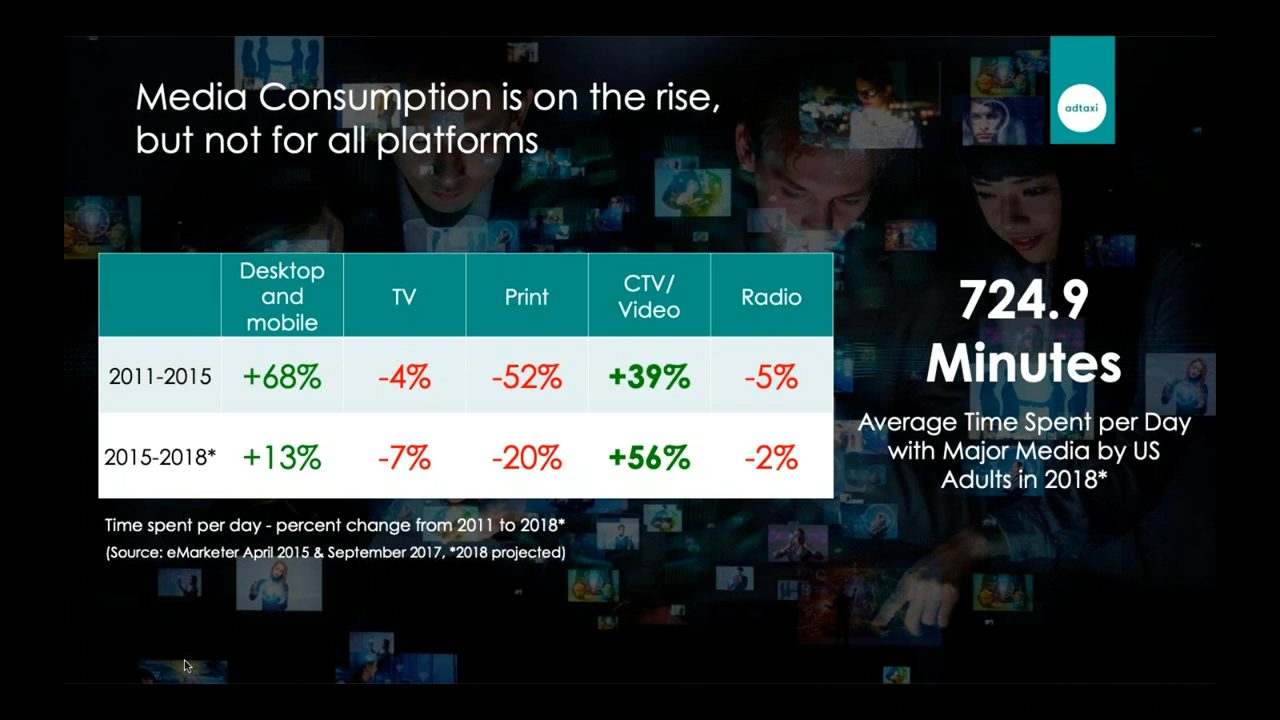 Media Consumption is on the rise,
but not for all platforms
adtaxi
Desktop
and
mobile
TV
Print
CTV/
Video
Radio
2011-2015
+68%
-4%
-52%
+39%
-5%
2015-2018*
+13%
-7%
-20%
+56%
-2%
Time spent per day - percent change from 2011 to 2018*
(Source: eMarketer April 2015 & September 2017, *2018 projected)
724.9
Minutes
Average Time Spent per Day
with Major Media by US
Adults in 2018*